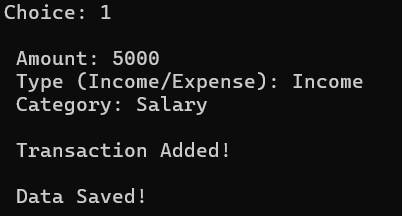 Choice: 1
Amount: 5000
Type (Income/Expense): Income
Category: Salary
Transaction Added!
Data Saved!